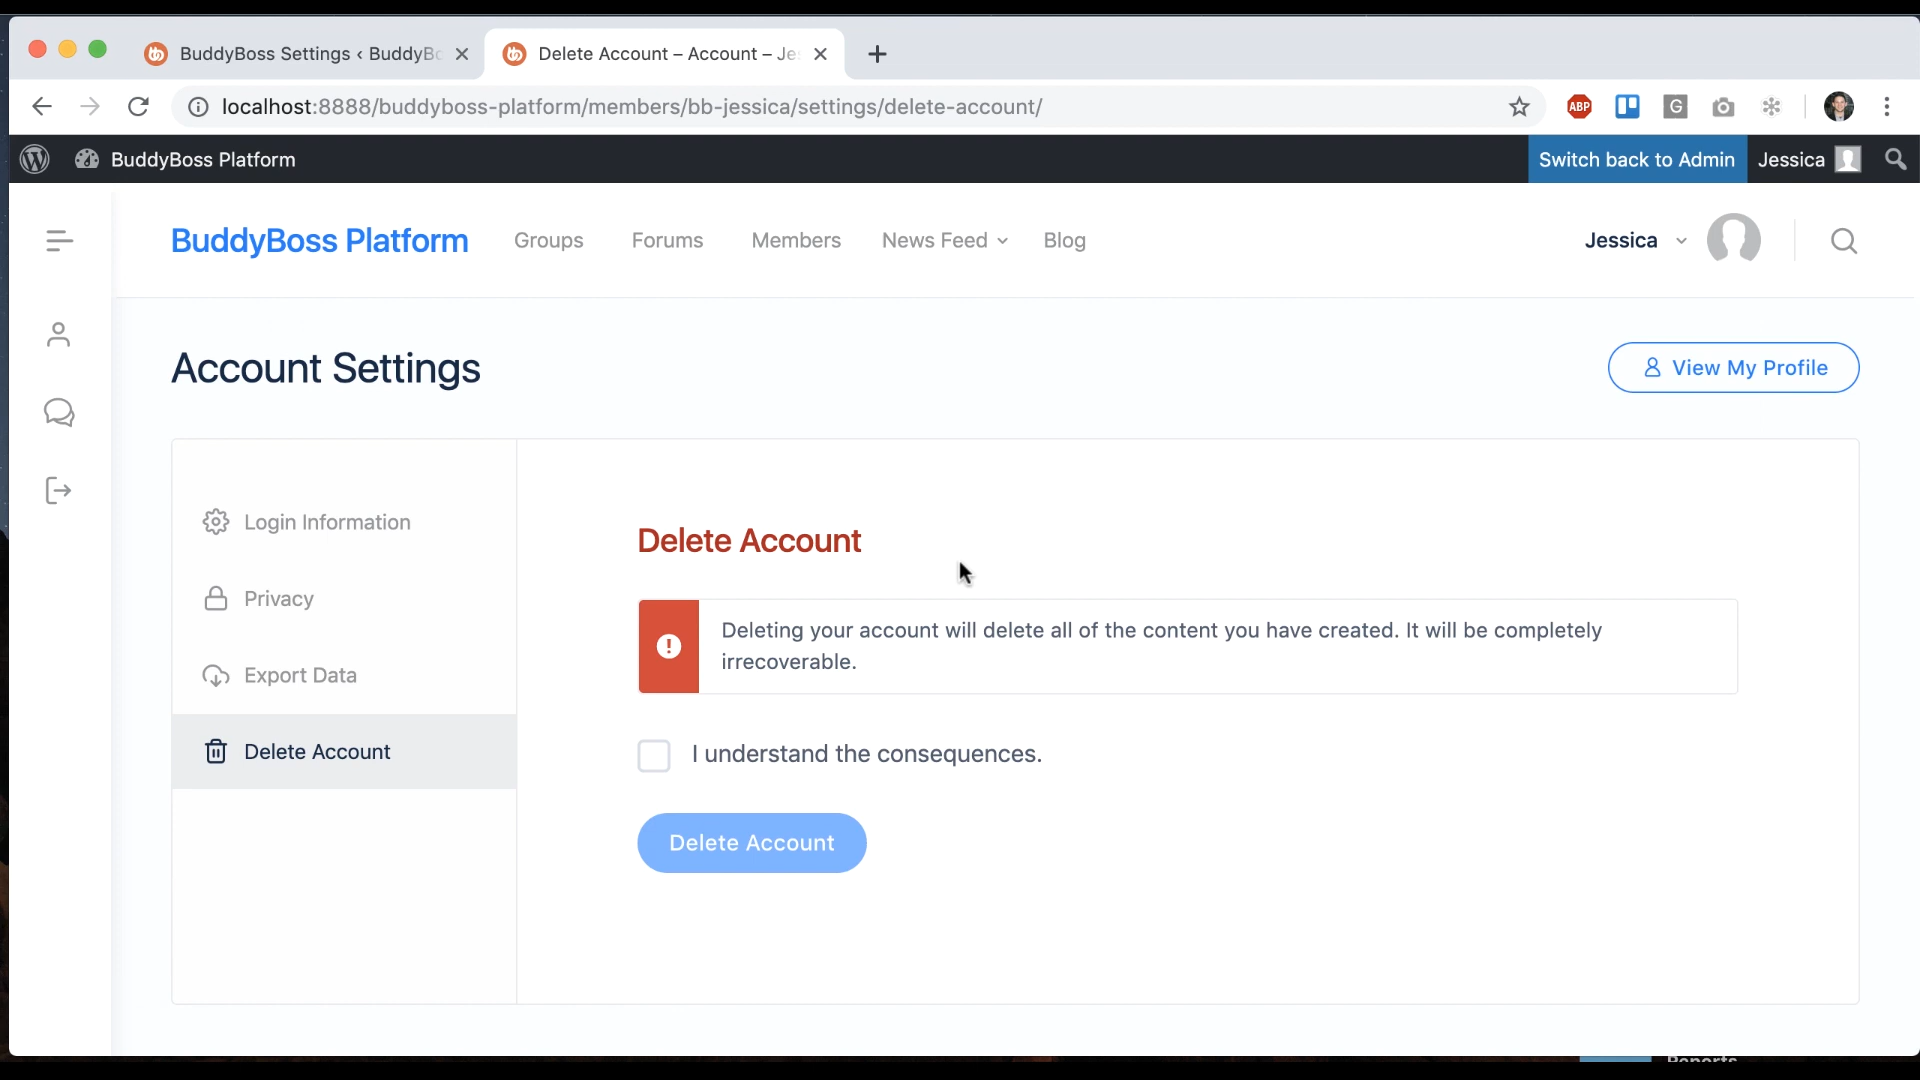 BuddyBoss Settings ‹ BuddyBo
Delete Account – Account – Je
localhost:8888/buddyboss-platform/members/bb-jessica/settings/delete-account/
ABP
G
BuddyBoss Platform
Switch back to Admin
Jessica
BuddyBoss Platform
Groups
Forums
Members
News Feed
Blog
Jessica
Account Settings
View My Profile
Login Information
Privacy
Export Data
Delete Account
Delete Account
Deleting your account will delete all of the content you have created. It will be completely
irrecoverable.
I understand the consequences.
Delete Account
Reports